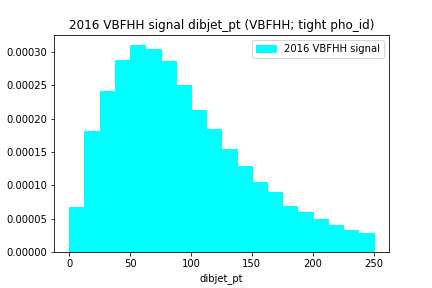 2016 VBFHH signal dibjet_pt (VBFHH; tight pho_id)
2016 VBFHH signal
0.00030
0.00025
0.00020
0.00015
0.00010
0.00005
0.00000
0 50 100 150 200 250
dibjet_pt